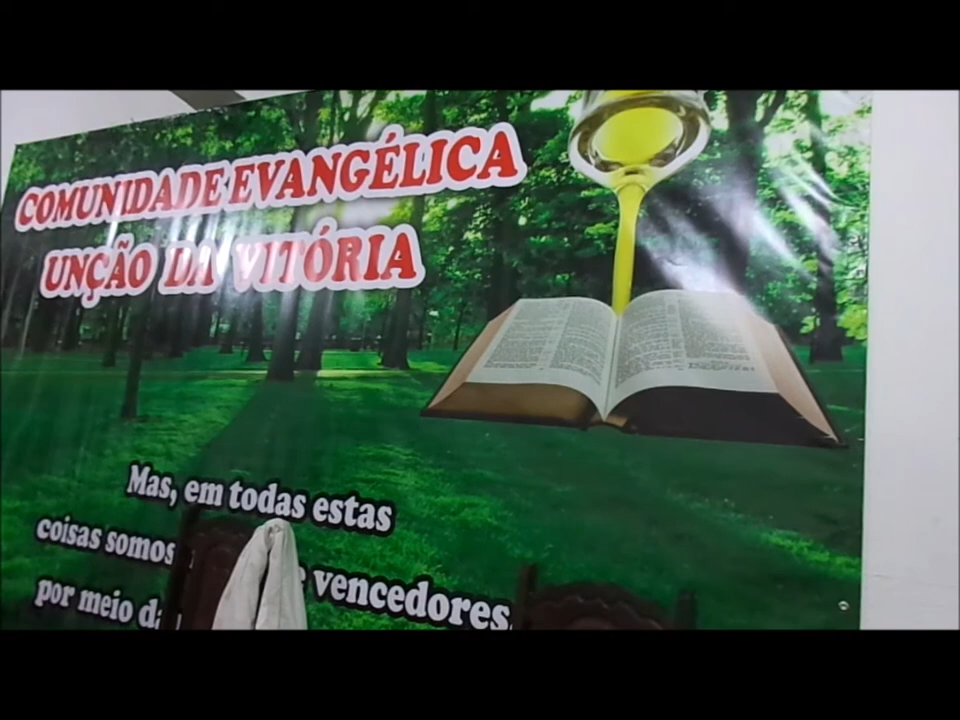 COMUNIDADE EVANGÉLICA
UNÇÃO DA VITÓRIA
Mas, em todas estas
coisas somos vencedores,
por meio